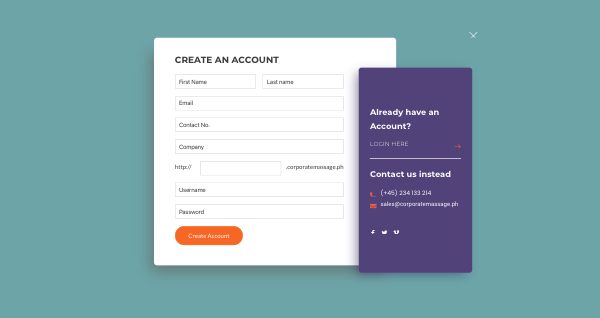 CREATE AN ACCOUNT
First Name
Last name
Email
Contact No.
Company
http://
.corporatemassage.ph
Username
Password
Create Account
Already have an
Account?
LOGIN HERE
Contact us instead
(+45) 234 133 214
sales@corporatemassage.ph